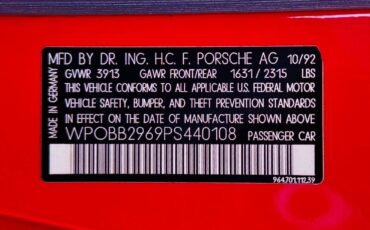 MFD BY DR. ING. H.C. F. PORSCHE AG 10/92
GVWR 3913 GAWR FRONT/REAR 1631/2315 LBS
THIS VEHICLE CONFORMS TO ALL APPLICABLE U.S. FEDERAL MOTOR
VEHICLE SAFETY, BUMPER, AND THEFT PREVENTION STANDARDS
IN EFFECT ON THE DATE OF MANUFACTURE SHOWN ABOVE.
WP0BB2969PS440108 PASSENGER CAR
MADE IN GERMANY
964.701.112.39